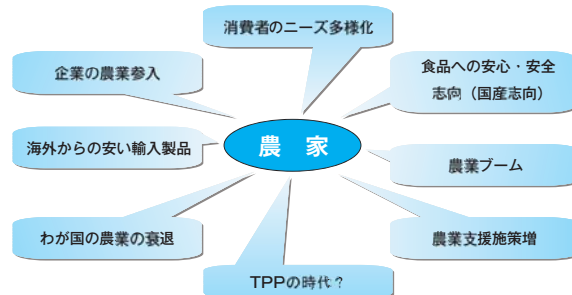 消費者のニーズ多様化
企業の農業参入
食品への安心・安全
志向（国産志向）
海外からの安い輸入製品
農　家
農業ブーム
わが国の農業の衰退
農業支援施策増
TPPの時代？